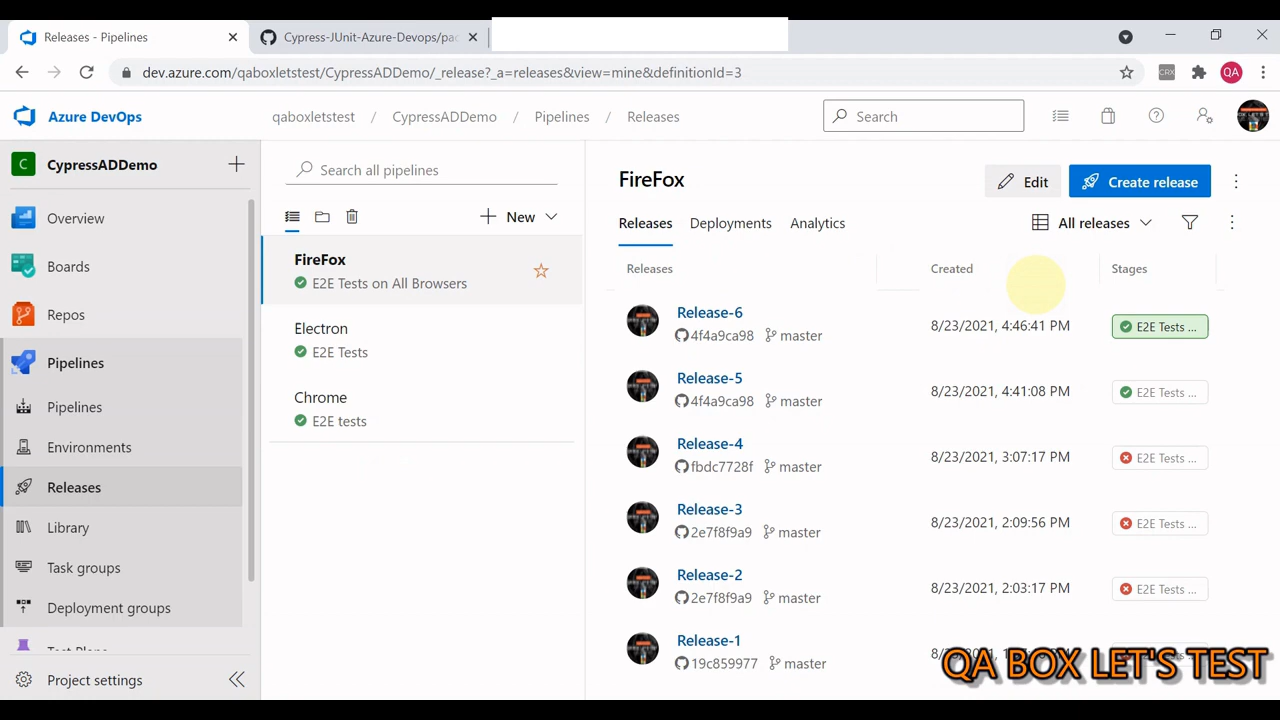 Releases - Pipelines
Cypress-JUnit-Azure-Devops/pac
dev.azure.com/qaboxletstest/CypressADDemo/_release?_a=releases&view=mine&definitionId=3
CRX
QA
Azure DevOps
qaboxletstest / CypressADDemo / Pipelines / Releases
Search
C CypressADDemo
Overview
Boards
Repos
Pipelines
Pipelines
Environments
Releases
Library
Task groups
Deployment groups
Project settings
Search all pipelines
New
FireFox
E2E Tests on All Browsers
Electron
E2E Tests
Chrome
E2E tests
FireFox
Edit
Create release
Releases Deployments Analytics
All releases
Releases Created Stages
Release-6
4f4a9ca98 master 8/23/2021, 4:46:41 PM E2E Tests ...
Release-5
4f4a9ca98 master 8/23/2021, 4:41:08 PM E2E Tests ...
Release-4
fbdc7728f master 8/23/2021, 3:07:17 PM E2E Tests ...
Release-3
2e7f8f9a9 master 8/23/2021, 2:09:56 PM E2E Tests ...
Release-2
2e7f8f9a9 master 8/23/2021, 2:03:17 PM E2E Tests ...
Release-1
19c859977 master
QA BOX LET'S TEST